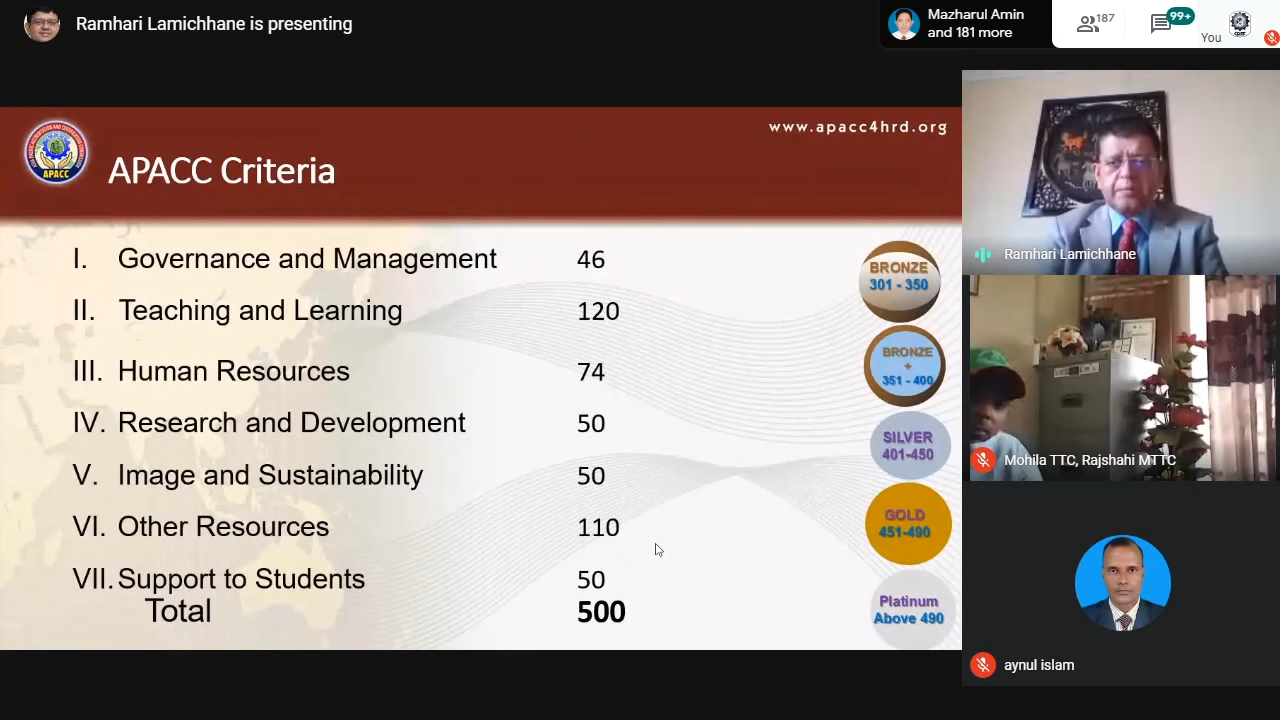 Ramhari Lamichhane is presenting
Mazharul Amin
and 181 more
187
99+
You
www.apacc4hrd.org
APACC
APACC Criteria
I. Governance and Management 46
II. Teaching and Learning 120
III. Human Resources 74
IV. Research and Development 50
V. Image and Sustainability 50
VI. Other Resources 110
VII. Support to Students 50
Total 500
BRONZE
301 - 350
BRONZE
+
351 - 400
SILVER
401-450
GOLD
451-490
Platinum
Above 490
Ramhari Lamichhane
Mohila TTC, Rajshahi MTTC
aynul islam